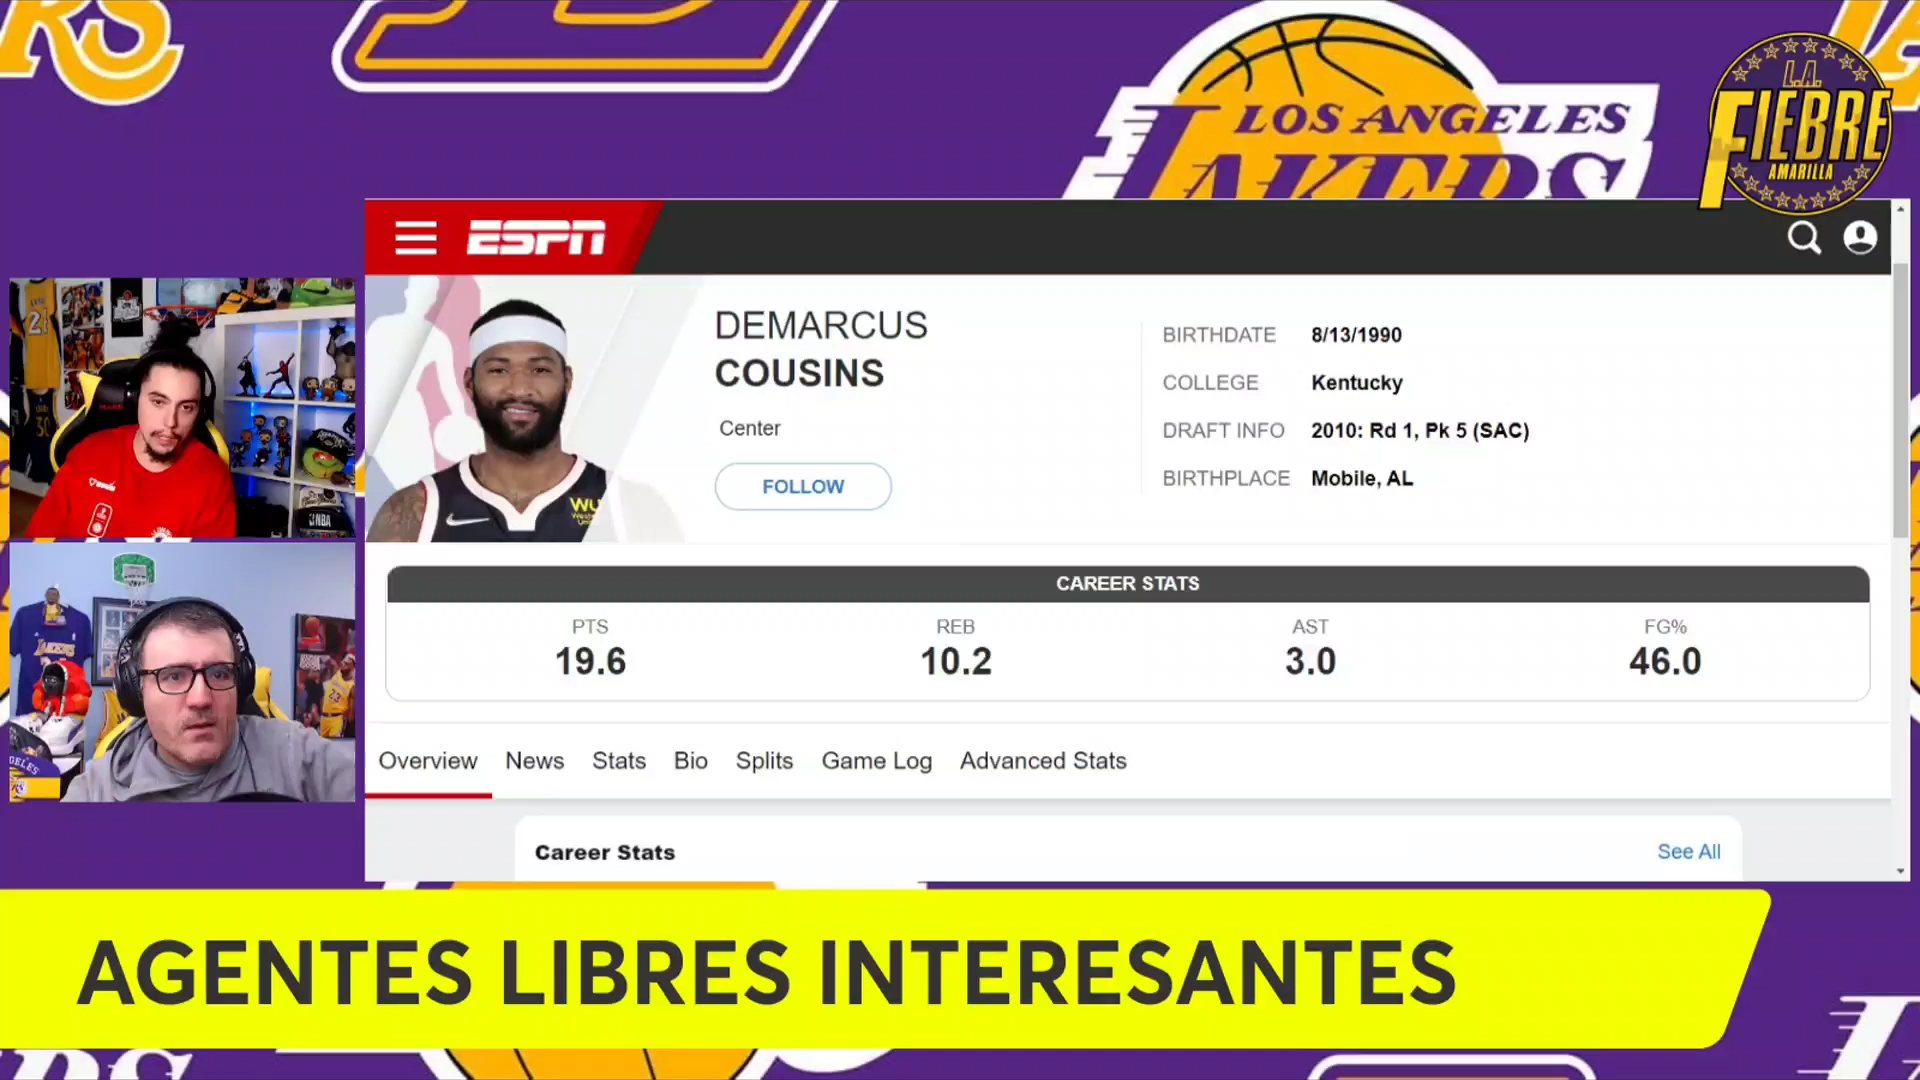 LOS ANGELES
LAKERS
L.A.
FIEBRE
AMARILLA
ESPN
DEMARCUS
COUSINS
Center
FOLLOW
BIRTHDATE 8/13/1990
COLLEGE Kentucky
DRAFT INFO 2010: Rd 1, Pk 5 (SAC)
BIRTHPLACE Mobile, AL
CAREER STATS
PTS REB AST FG%
19.6 10.2 3.0 46.0
Overview News Stats Bio Splits Game Log Advanced Stats
Career Stats See All
NBA
LAKERS
23
AGENTES LIBRES INTERESANTES